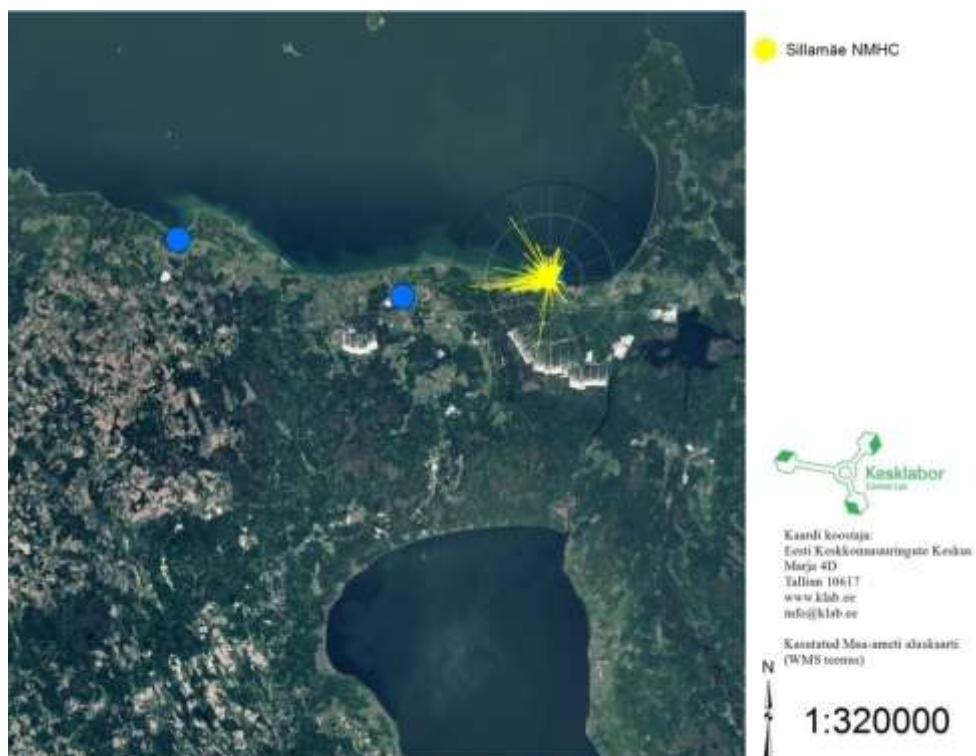 Sillamäe NMHC
Kesklabor
Kaardi koostaja:
Eesti Keskkonnauuringute Keskus
Marja 4D
Tallinn 10617
www.klab.ee
info@klab.ee
Kasutatud Maa-ameti aluskaarti
(WMS teenus)
N
1:320000